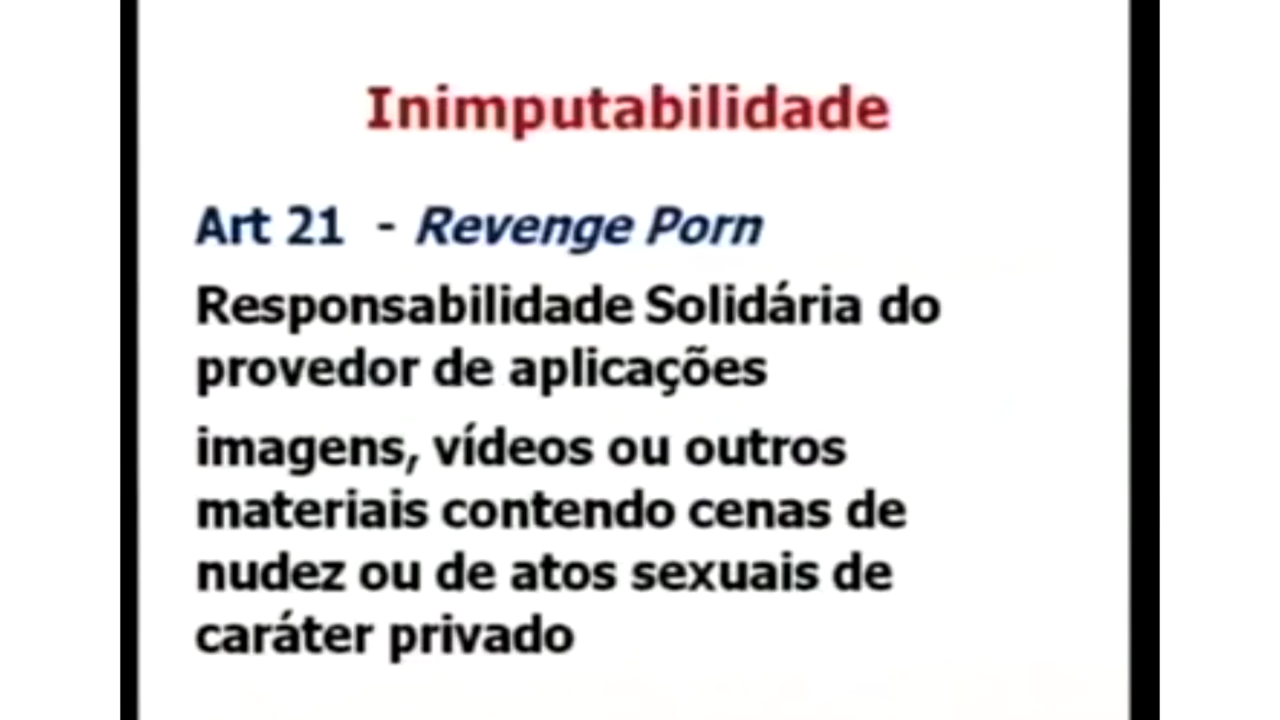 Inimputabilidade
Art 21 - Revenge Porn
Responsabilidade Solidária do
provedor de aplicações
imagens, vídeos ou outros
materiais contendo cenas de
nudez ou de atos sexuais de
caráter privado